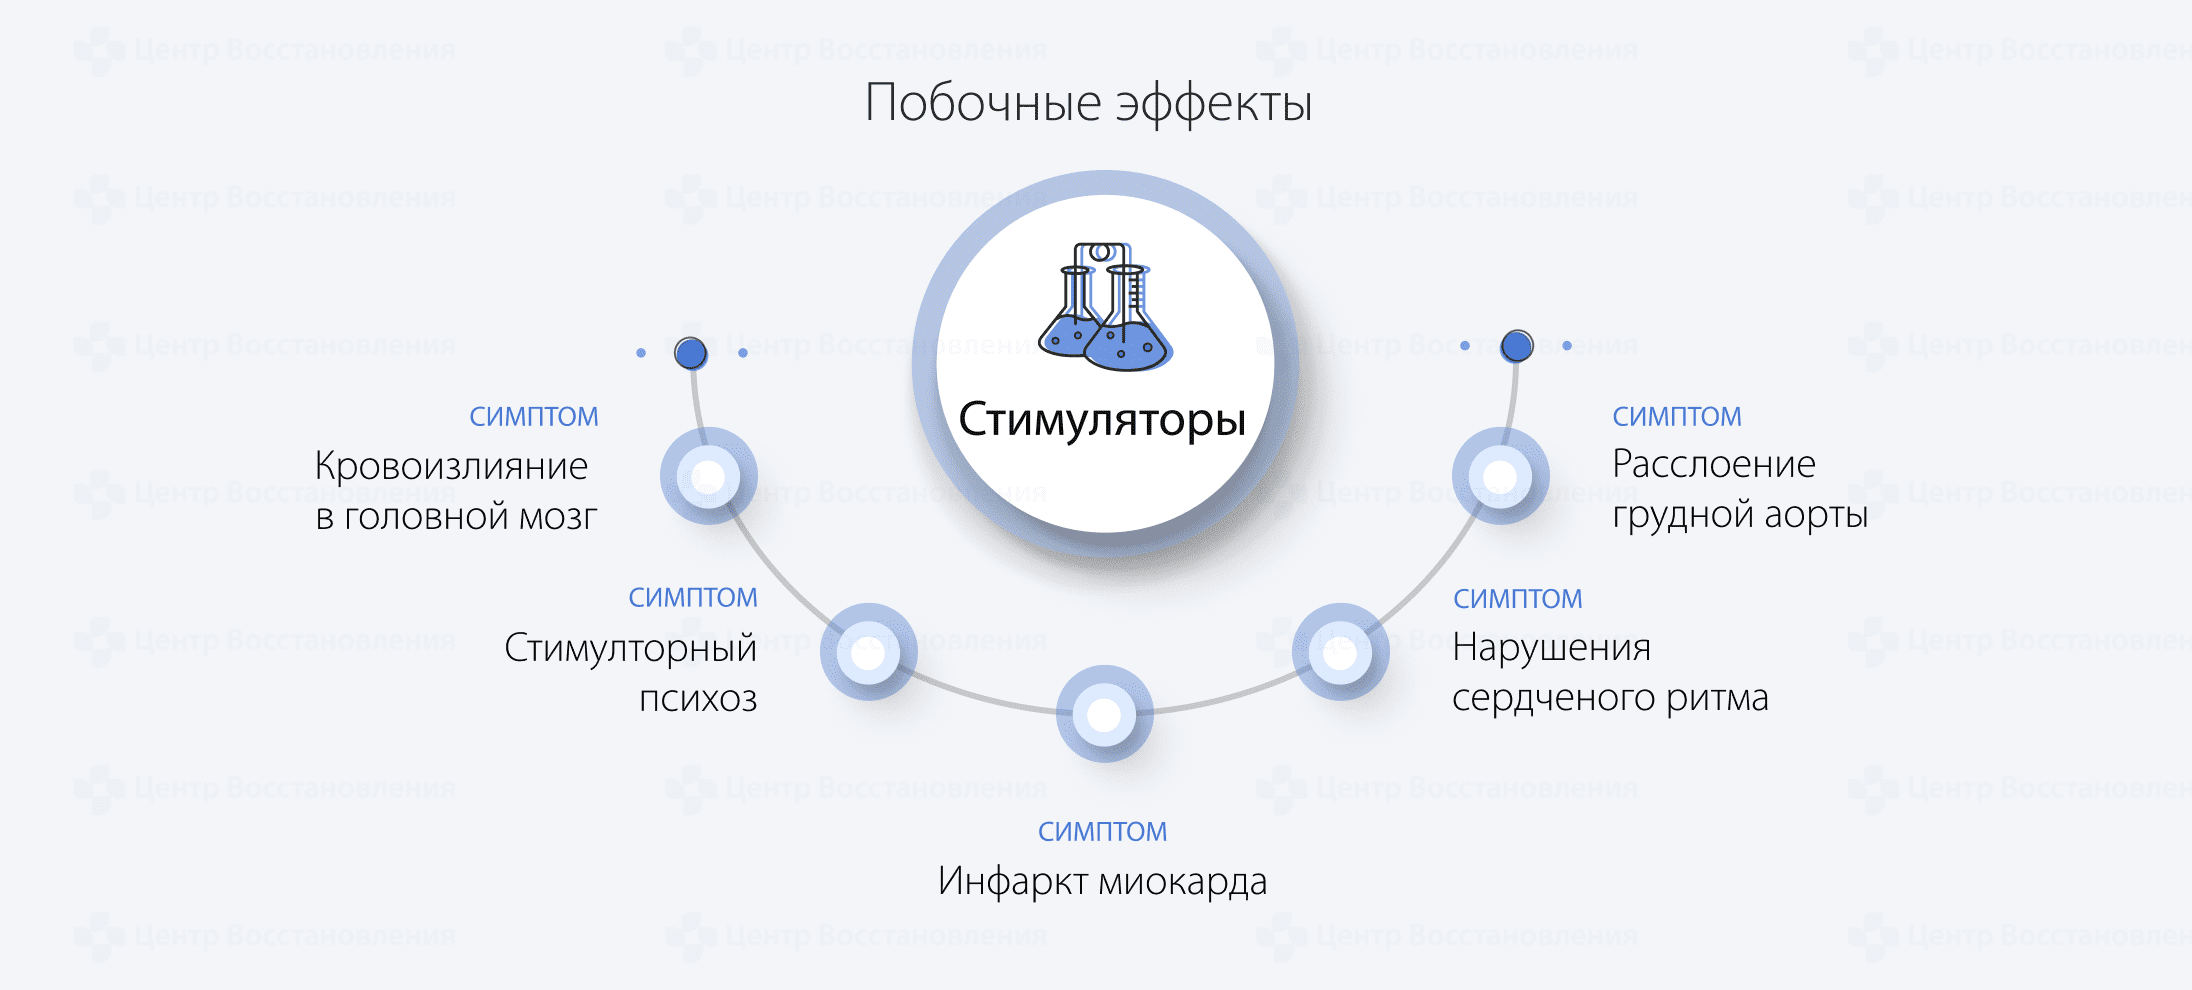 Побочные эффекты
Стимуляторы
СИМПТОМ
Кровоизлияние
в головной мозг
СИМПТОМ
Стимулторный
психоз
СИМПТОМ
Инфаркт миокарда
СИМПТОМ
Нарушения
сердченого ритма
СИМПТОМ
Расслоение
грудной аорты
Центр Восстановления